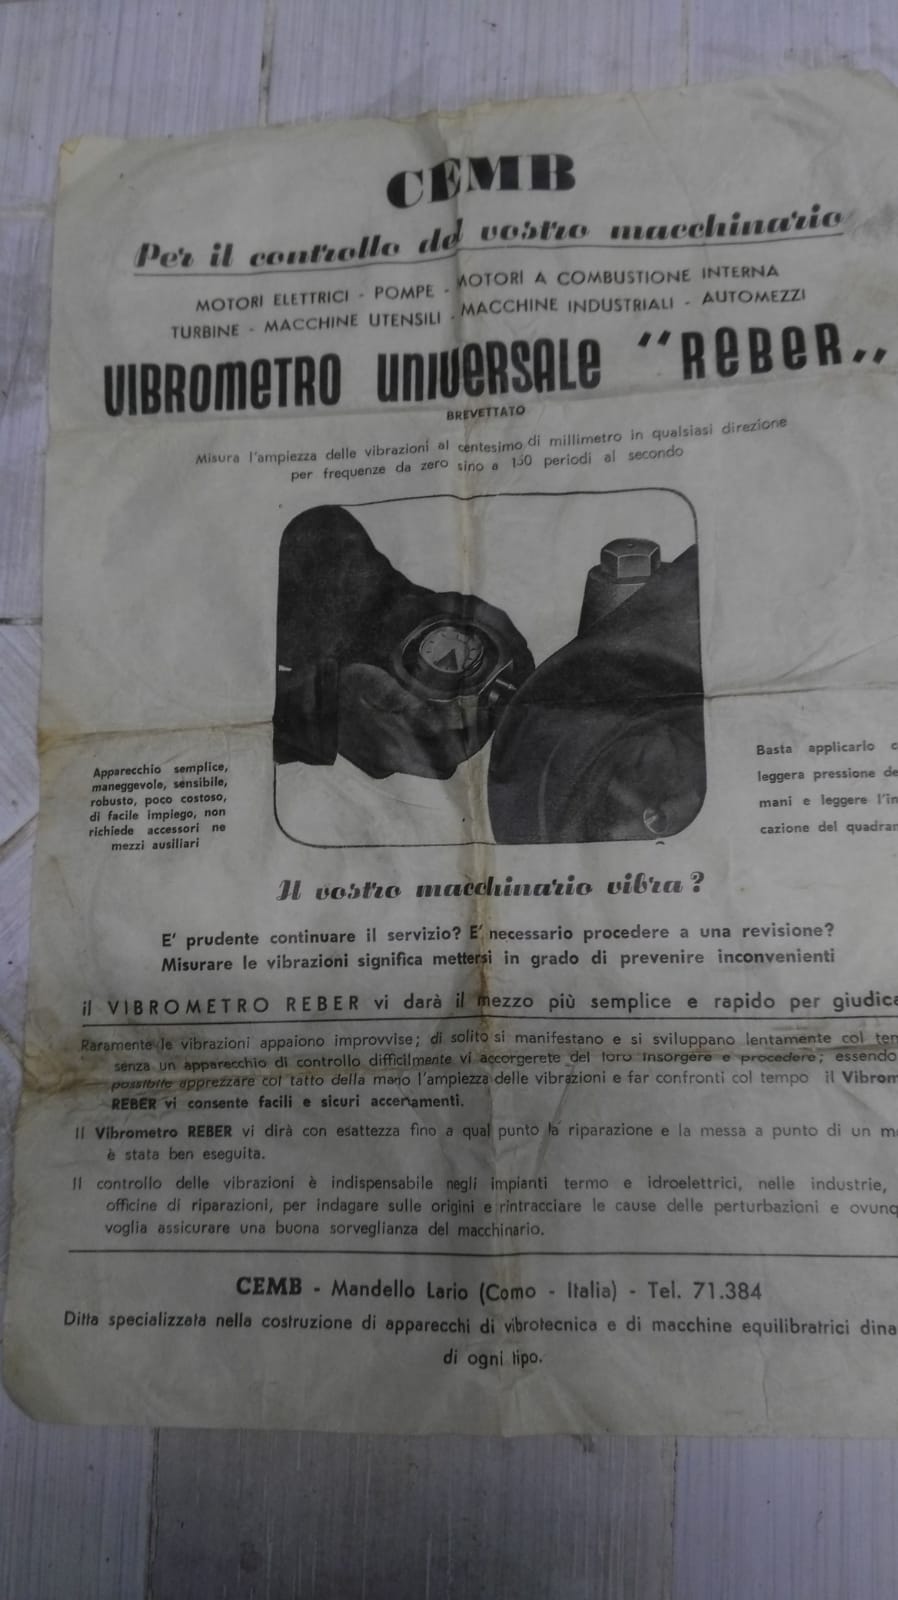 CEMB
Per il controllo del vostro macchinario
MOTORI ELETTRICI - POMPE - MOTORI A COMBUSTIONE INTERNA
TURBINE - MACCHINE UTENSILI - MACCHINE INDUSTRIALI - AUTOMEZZI
VIBROMETRO UNIVERSALE "REBER„
BREVETTATO
Misura l'ampiezza delle vibrazioni al centesimo di millimetro in qualsiasi direzione
per frequenze da zero sino a 150 periodi al secondo
Apparecchio semplice,
maneggevole, sensibile,
robusto, poco costoso,
di facile impiego, non
richiede accessori ne
mezzi ausiliari
Basta applicarlo c
leggera pressione de
mani e leggere l'in
cazione del quadran
Il vostro macchinario vibra?
E' prudente continuare il servizio? E' necessario procedere a una revisione?
Misurare le vibrazioni significa mettersi in grado di prevenire inconvenienti
il VIBROMETRO REBER vi darà il mezzo più semplice e rapido per giudica
Raramente le vibrazioni appaiono improvvise; di solito si manifestano e si sviluppano lentamente col tem
senza un apparecchio di controllo difficilmente vi accorgerete del loro insorgere e procedere; essendo
possibile apprezzare col tatto della mano l'ampiezza delle vibrazioni e far confronti col tempo il Vibrom
REBER vi consente facili e sicuri accertamenti.
Il Vibrometro REBER vi dirà con esattezza fino a qual punto la riparazione e la messa a punto di un m
è stata ben eseguita.
Il controllo delle vibrazioni è indispensabile negli impianti termo e idroelettrici, nelle industrie,
officine di riparazioni, per indagare sulle origini e rintracciare le cause delle perturbazioni e ovunq
voglia assicurare una buona sorveglianza del macchinario.
CEMB - Mandello Lario (Como - Italia) - Tel. 71.384
Ditta specializzata nella costruzione di apparecchi di vibrotecnica e di macchine equilibratrici dina
di ogni tipo.